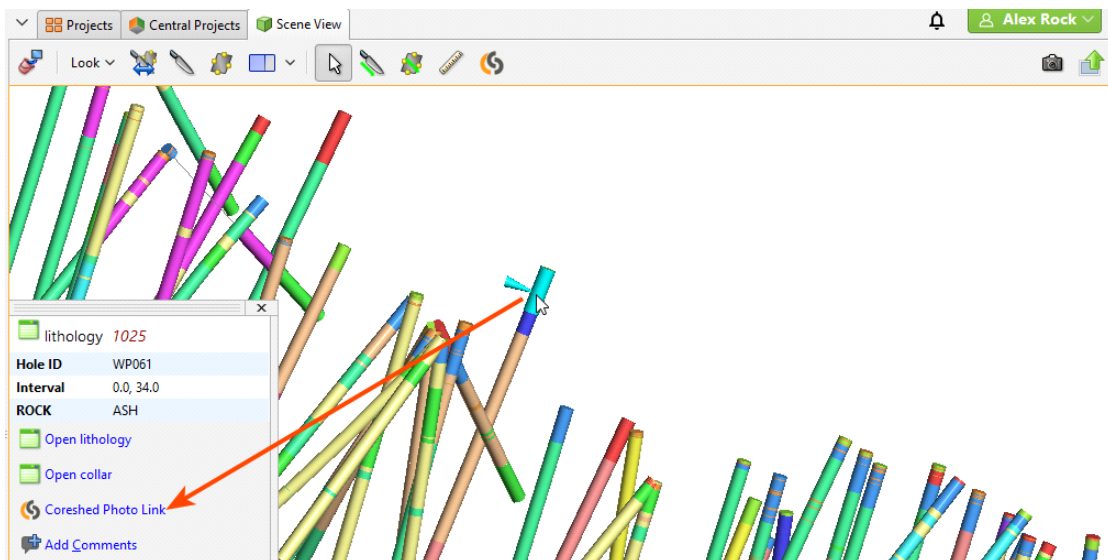 Projects Central Projects Scene View Alex Rock
Look
x
lithology 1025
Hole ID WP061
Interval 0.0, 34.0
ROCK ASH
Open lithology
Open collar
Coreshed Photo Link
Add Comments